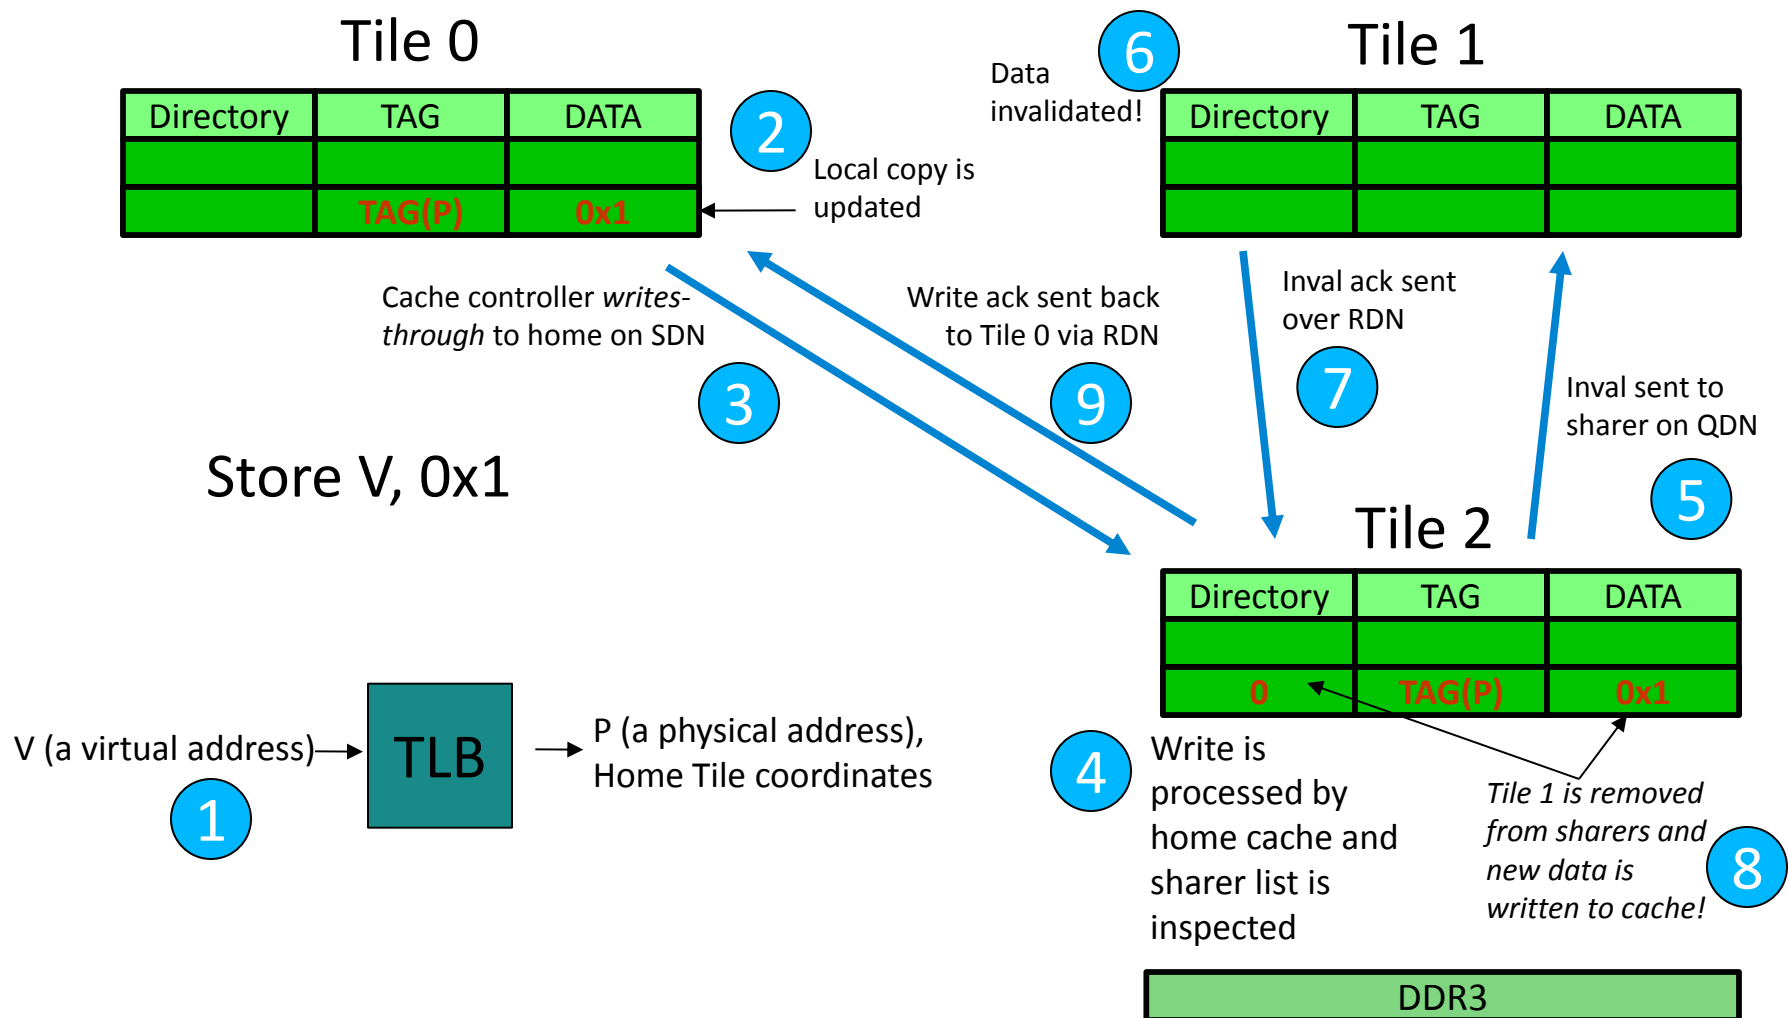 Tile 0
Directory TAG DATA
TAG(P) 0x1
2
Local copy is
updated
6
Data
invalidated!
Tile 1
Directory TAG DATA
Cache controller writes-
through to home on SDN
3
Write ack sent back
to Tile 0 via RDN
9
Inval ack sent
over RDN
7
Inval sent to
sharer on QDN
5
Store V, 0x1
Tile 2
Directory TAG DATA
0 TAG(P) 0x1
V (a virtual address)
1
TLB
P (a physical address),
Home Tile coordinates
4
Write is
processed by
home cache and
sharer list is
inspected
Tile 1 is removed
from sharers and
new data is
written to cache!
8
DDR3